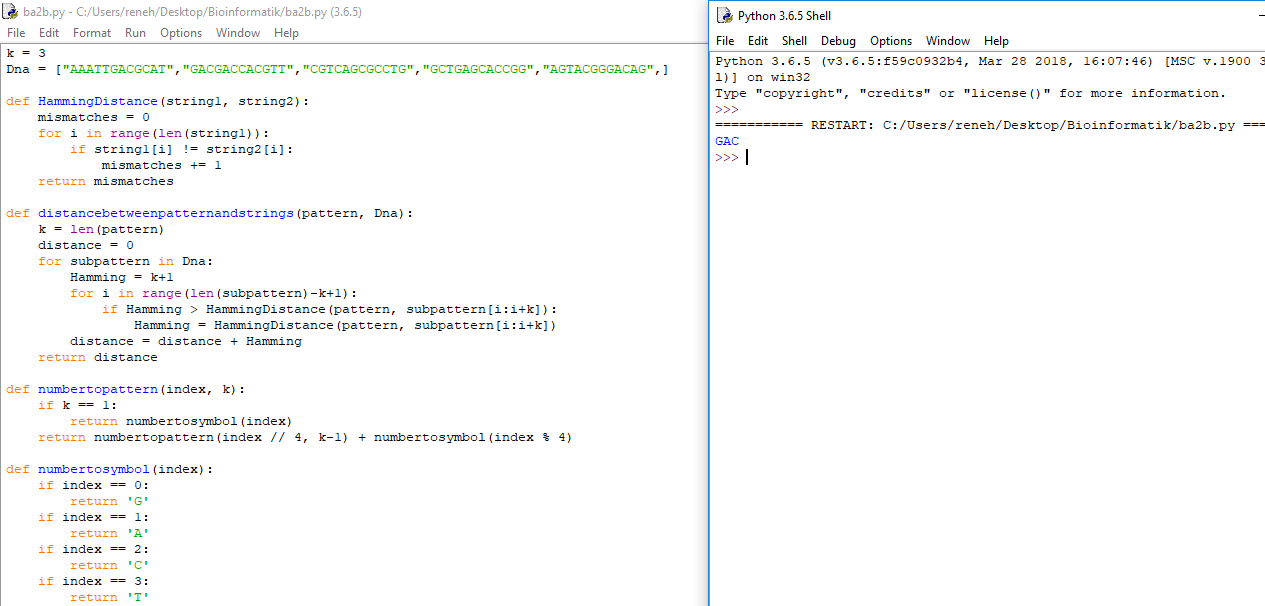 ba2b.py - C:/Users/reneh/Desktop/Bioinformatik/ba2b.py (3.6.5)
File Edit Format Run Options Window Help
k = 3
Dna = ["AAATTGACGCAT","GACGACCACGTT","CGTCAGCGCCTG","GCTGAGCACCGG","AGTACGGGACAG",]

def HammingDistance(string1, string2):
    mismatches = 0
    for i in range(len(string1)):
        if string1[i] != string2[i]:
            mismatches += 1
    return mismatches

def distancebetweenpatternandstrings(pattern, Dna):
    k = len(pattern)
    distance = 0
    for subpattern in Dna:
        Hamming = k+1
        for i in range(len(subpattern)-k+1):
            if Hamming > HammingDistance(pattern, subpattern[i:i+k]):
                Hamming = HammingDistance(pattern, subpattern[i:i+k])
        distance = distance + Hamming
    return distance

def numbertopattern(index, k):
    if k == 1:
        return numbertosymbol(index)
    return numbertopattern(index // 4, k-1) + numbertosymbol(index % 4)

def numbertosymbol(index):
    if index == 0:
        return 'G'
    if index == 1:
        return 'A'
    if index == 2:
        return 'C'
    if index == 3:
        return 'T'
Python 3.6.5 Shell
File Edit Shell Debug Options Window Help
Python 3.6.5 (v3.6.5:f59c0932b4, Mar 28 2018, 16:07:46) [MSC v.1900 3
l)] on win32
Type "copyright", "credits" or "license()" for more information.
>>>
=========== RESTART: C:/Users/reneh/Desktop/Bioinformatik/ba2b.py ===
GAC
>>>